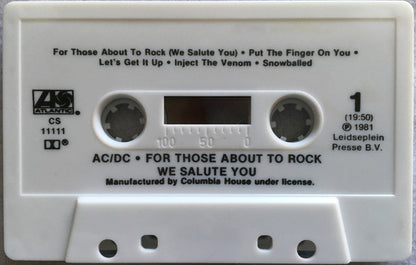 For Those About To Rock (We Salute You) • Put The Finger On You •
Let's Get It Up • Inject The Venom • Snowballed
ATLANTIC
CS
11111
1
(19:50)
Ⓟ 1981
Leidseplein
Presse B.V.
100 50 0
AC/DC • FOR THOSE ABOUT TO ROCK
WE SALUTE YOU
Manufactured by Columbia House under license.